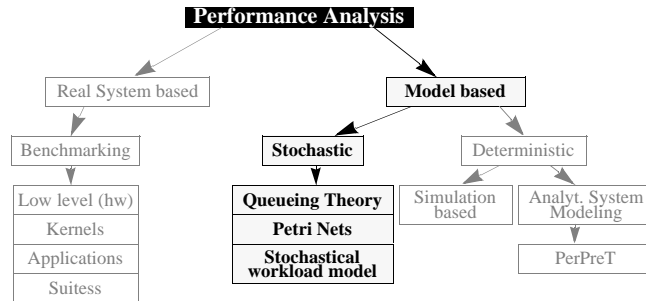 Performance Analysis
Real System based
Model based
Benchmarking
Stochastic
Deterministic
Low level (hw)
Kernels
Applications
Suitess
Queueing Theory
Petri Nets
Stochastical
workload model
Simulation
based
Analyt. System
Modeling
PerPreT